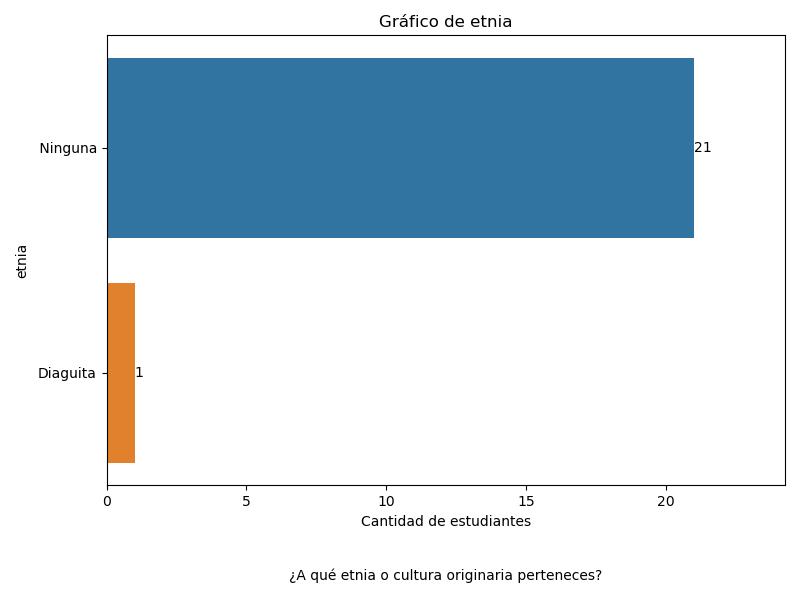 Gráfico de etnia
Ninguna
21
etnia
Diaguita
1
0 5 10 15 20
Cantidad de estudiantes
¿A qué etnia o cultura originaria perteneces?